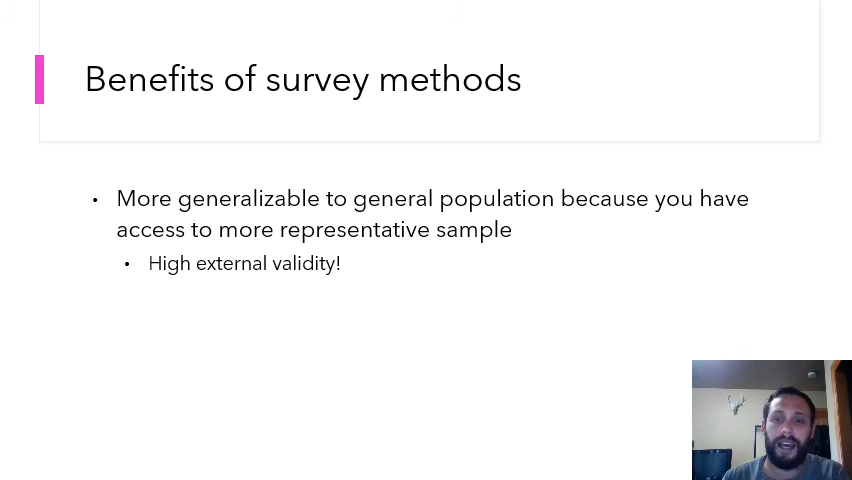 Benefits of survey methods
• More generalizable to general population because you have
access to more representative sample
• High external validity!